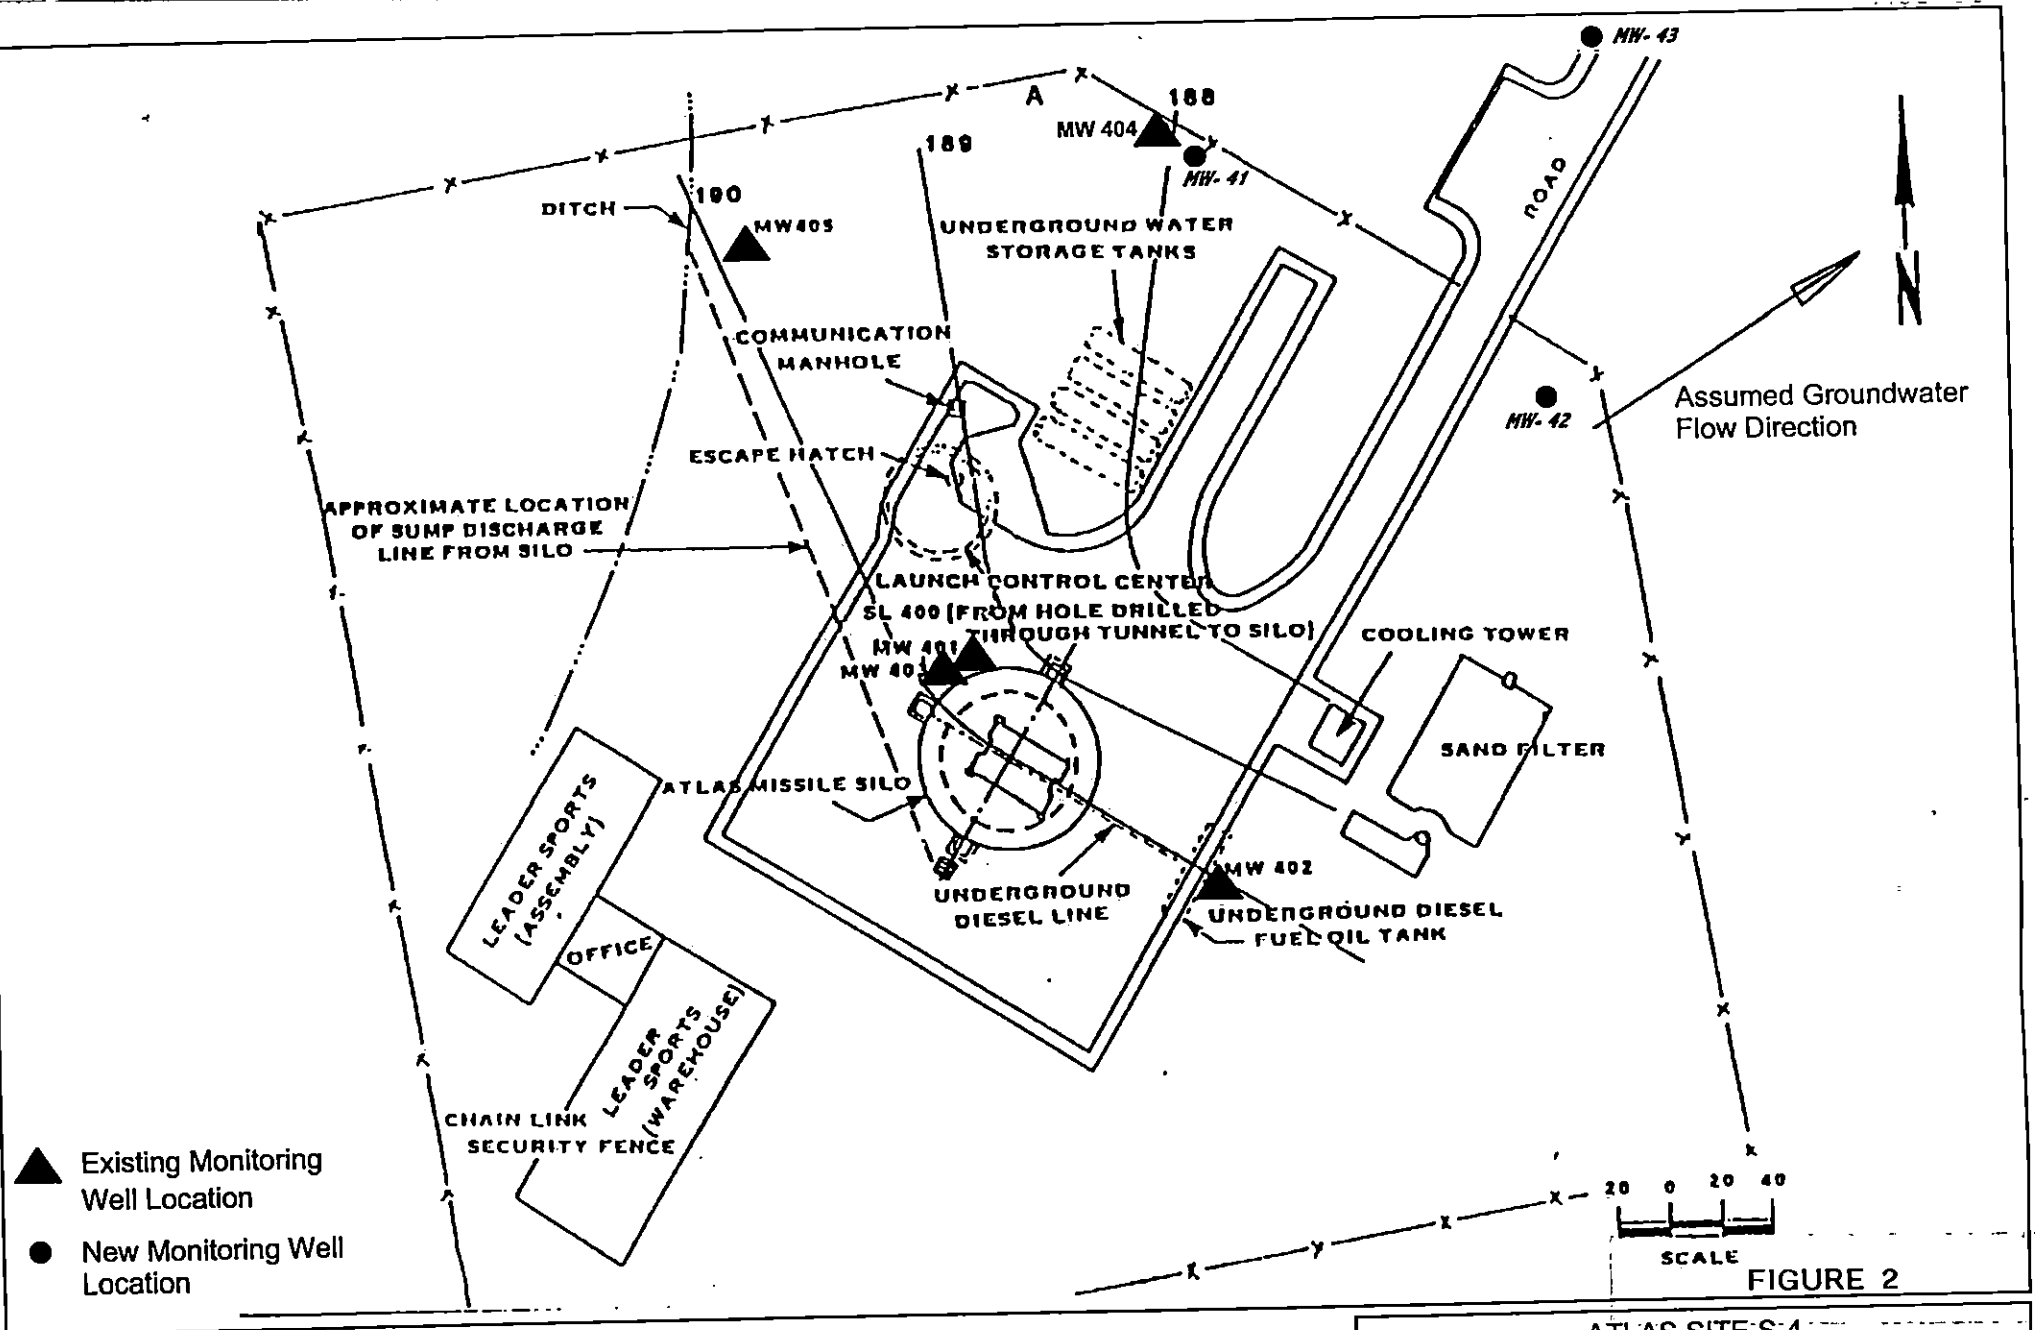 MW-43
A
188
MW 404
189
MW-41
190
DITCH
MW405
UNDERGROUND WATER
STORAGE TANKS
ROAD
N
COMMUNICATION
MANHOLE
Assumed Groundwater
Flow Direction
MW-42
ESCAPE HATCH
APPROXIMATE LOCATION
OF SUMP DISCHARGE
LINE FROM SILO
LAUNCH CONTROL CENTER
SL 400 [FROM HOLE DRILLED
THROUGH TUNNEL TO SILO]
COOLING TOWER
MW 401
MW 403
SAND FILTER
ATLAS MISSILE SILO
LEADER SPORTS
(ASSEMBLY)
MW 402
UNDERGROUND
DIESEL LINE
UNDERGROUND DIESEL
FUEL OIL TANK
OFFICE
LEADER
SPORTS
(WAREHOUSE)
CHAIN LINK
SECURITY FENCE
Existing Monitoring
Well Location
New Monitoring Well
Location
20 0 20 40
SCALE
FIGURE 2
ATLAS SITE S-4